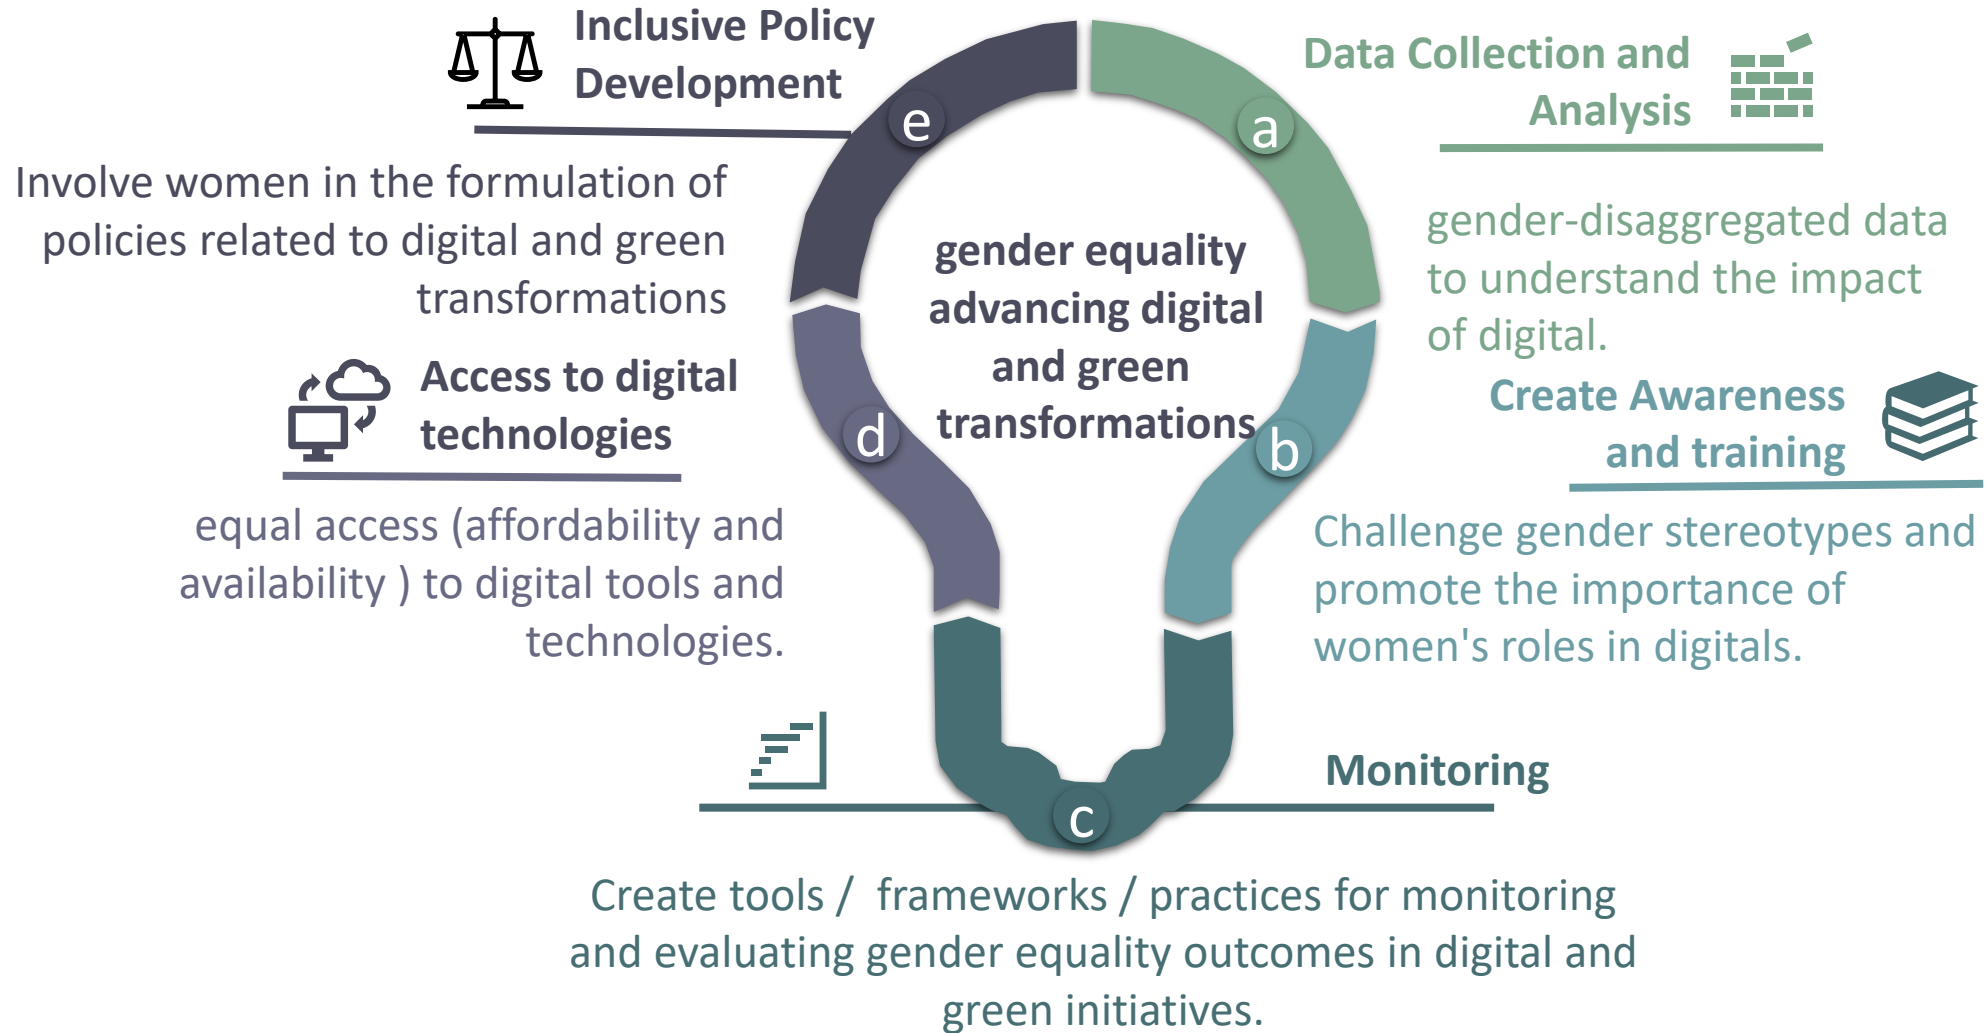 Inclusive Policy
Development
e
Involve women in the formulation of
policies related to digital and green
transformations
Data Collection and
Analysis
a
gender-disaggregated data
to understand the impact
of digital.
gender equality
advancing digital
and green
transformations
Access to digital
technologies
d
equal access (affordability and
availability ) to digital tools and
technologies.
Create Awareness
and training
b
Challenge gender stereotypes and
promote the importance of
women's roles in digitals.
Monitoring
c
Create tools / frameworks / practices for monitoring
and evaluating gender equality outcomes in digital and
green initiatives.